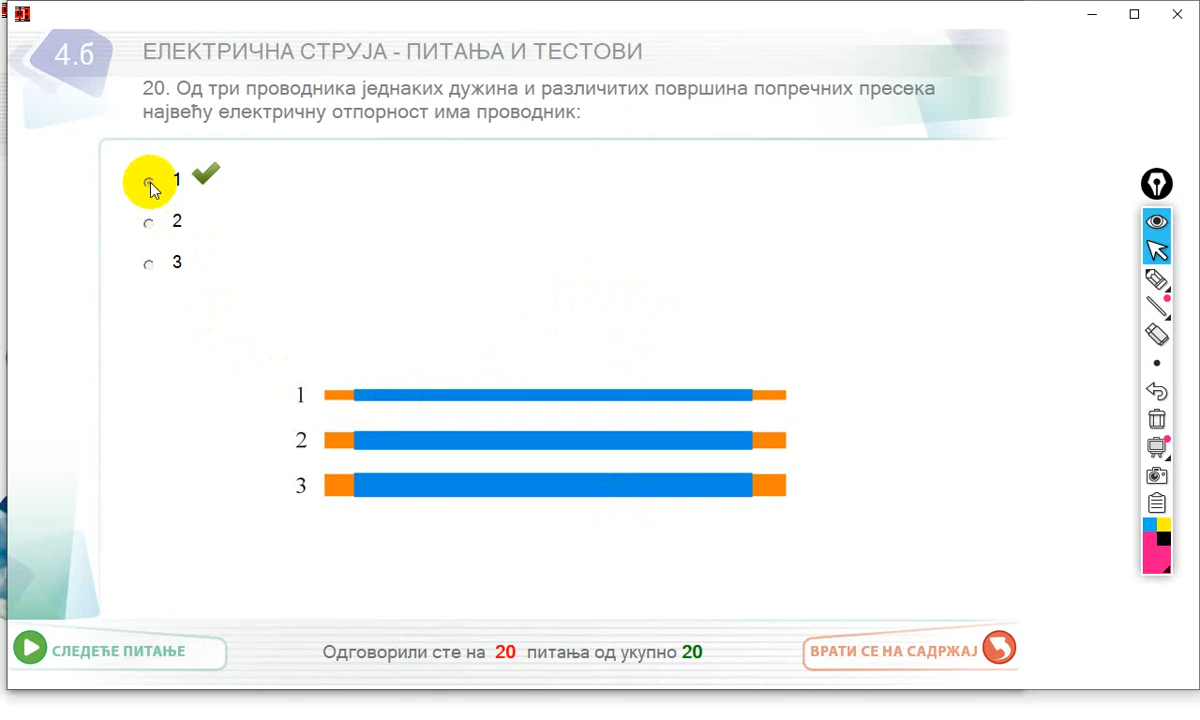 4.б
ЕЛЕКТРИЧНА СТРУЈА - ПИТАЊА И ТЕСТОВИ
20. Од три проводника једнаких дужина и различитих површина попречних пресека
највећу електричну отпорност има проводник:
1
2
3
1
2
3
СЛЕДЕЋЕ ПИТАЊЕ
Одговорили сте на 20 питања од укупно 20
ВРАТИ СЕ НА САДРЖАЈ